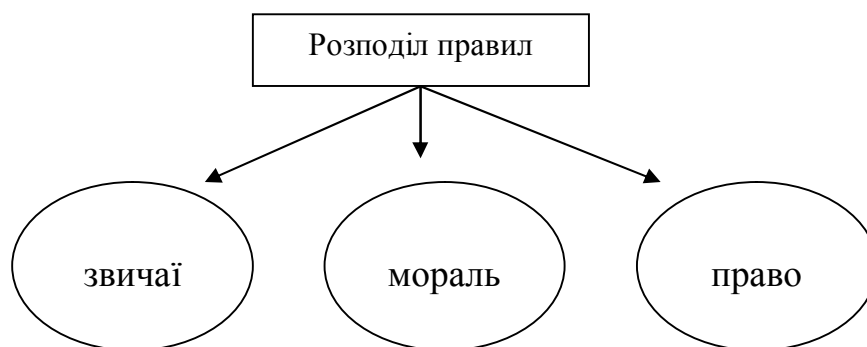 Розподіл правил
звичаї
мораль
право